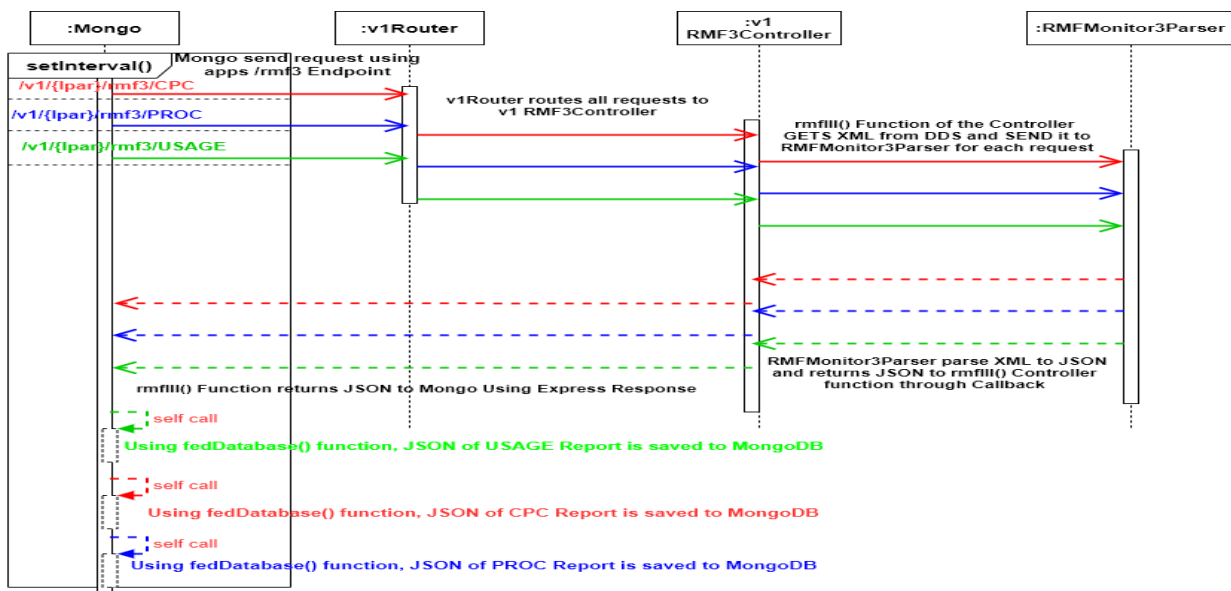 :Mongo
:v1Router
:v1
RMF3Controller
:RMFMonitor3Parser
setInterval()
Mongo send request using
apps /rmf3 Endpoint
/v1/{lpar}/rmf3/CPC
/v1/{lpar}/rmf3/PROC
/v1/{lpar}/rmf3/USAGE
v1Router routes all requests to
v1 RMF3Controller
rmfIII() Function of the Controller
GETS XML from DDS and SEND it to
RMFMonitor3Parser for each request
RMFMonitor3Parser parse XML to JSON
and returns JSON to rmfIII() Controller
function through Callback
rmfIII() Function returns JSON to Mongo Using Express Response
self call
Using fedDatabase() function, JSON of USAGE Report is saved to MongoDB
self call
Using fedDatabase() function, JSON of CPC Report is saved to MongoDB
self call
Using fedDatabase() function, JSON of PROC Report is saved to MongoDB